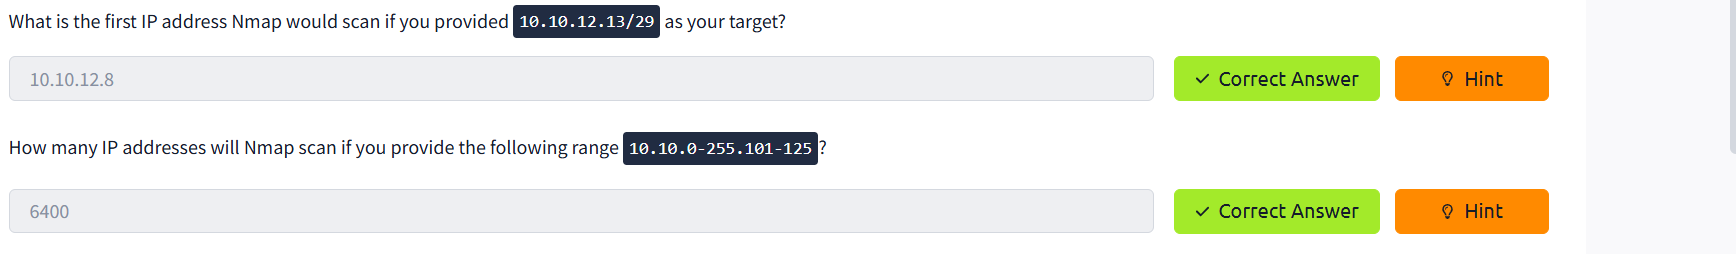 What is the first IP address Nmap would scan if you provided 10.10.12.13/29 as your target?
10.10.12.8 Correct Answer Hint
How many IP addresses will Nmap scan if you provide the following range 10.10.0-255.101-125 ?
6400 Correct Answer Hint